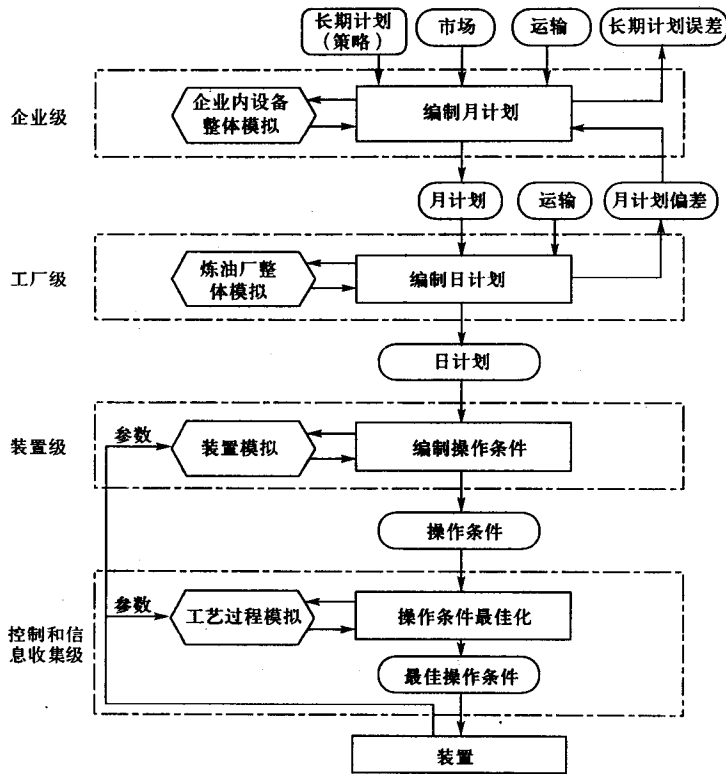 长期计划
(策略)
市场
运输
长期计划误差
企业级
企业内设备
整体模拟
编制月计划
月计划
运输
月计划偏差
工厂级
炼油厂整
体模拟
编制日计划
日计划
装置级
参数
装置模拟
编制操作条件
操作条件
控制和信
息收集级
参数
工艺过程模拟
操作条件最佳化
最佳操作条件
装置